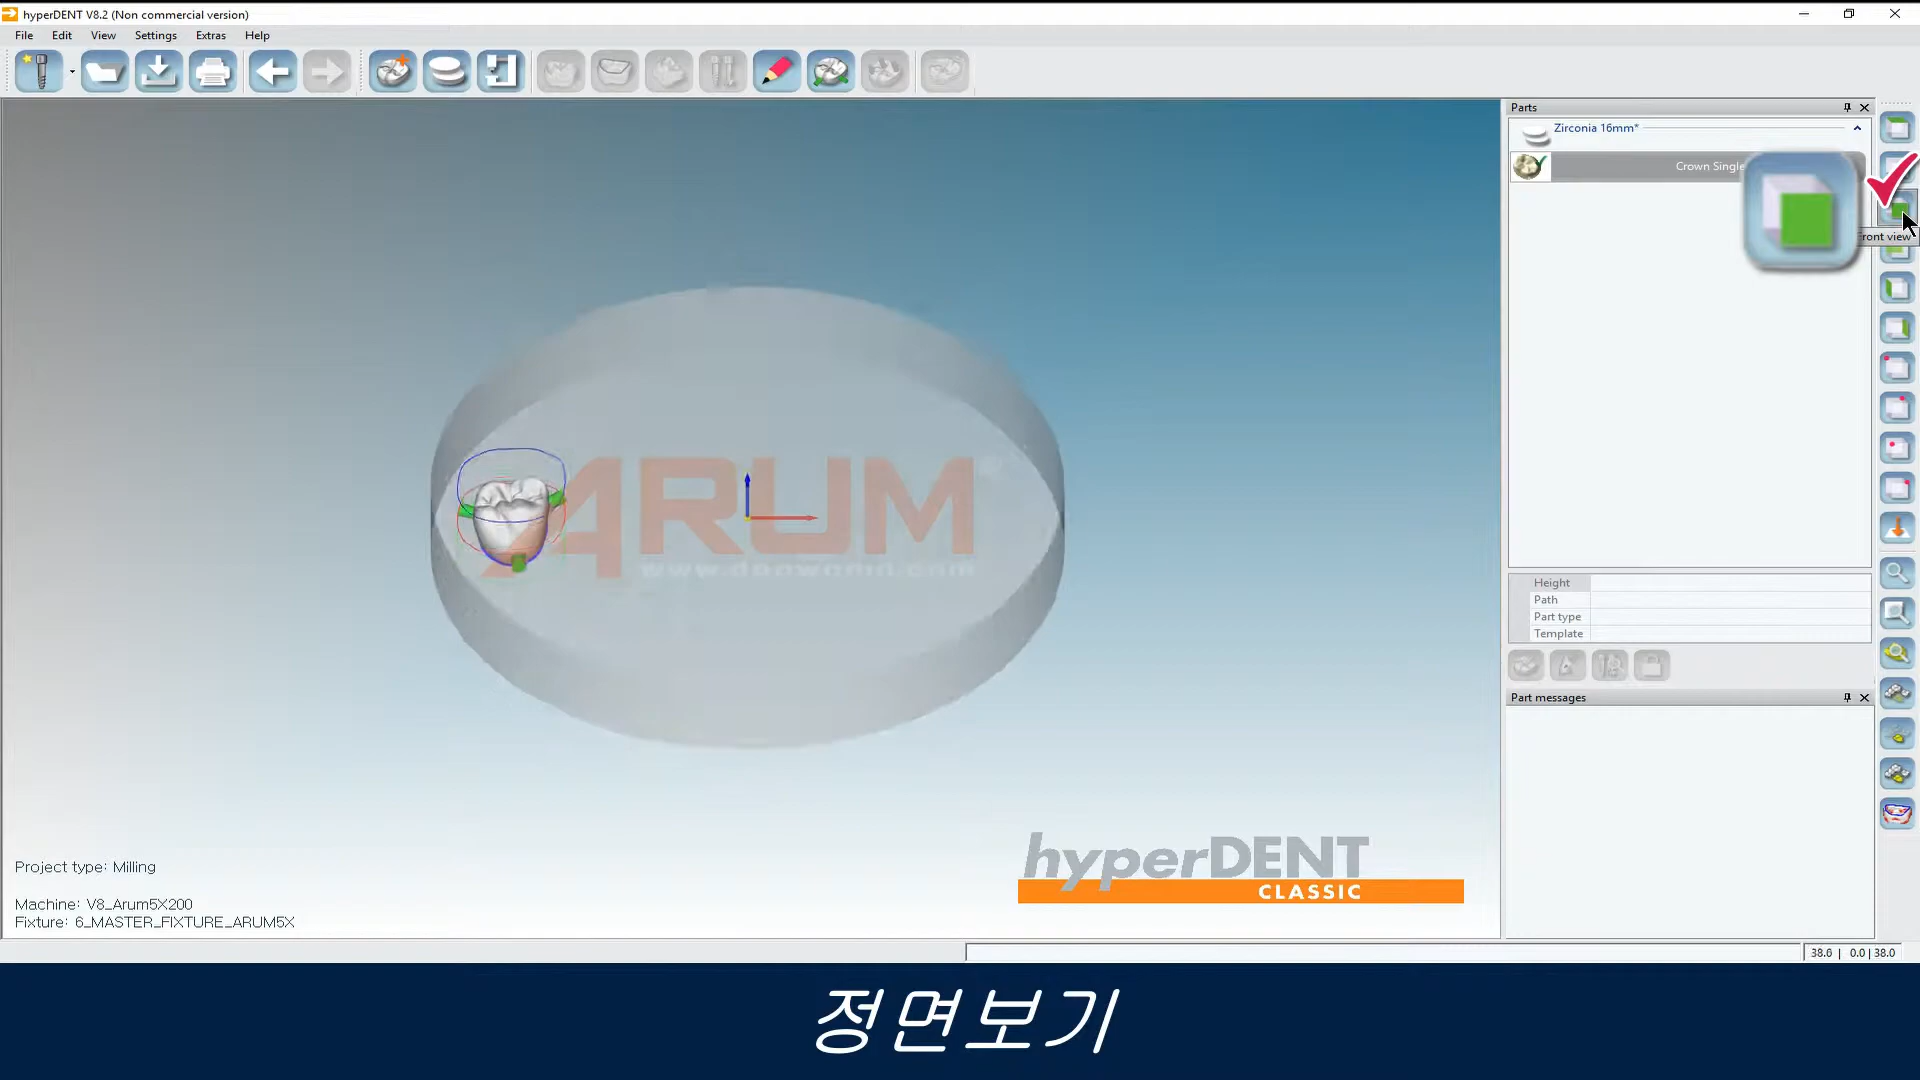 hyperDENT V8.2 (Non commercial version)
File Edit View Settings Extras Help
Parts
Zirconia 16mm*
Crown Single
Front view
ARUM
Height
Path
Part type
Template
Part messages
Project type: Milling
hyperDENT
CLASSIC
Machine: V8_Arum5X200
Fixture: 6_MASTER_FIXTURE_ARUM5X
38.6 | 0.0 | 38.0
정면보기